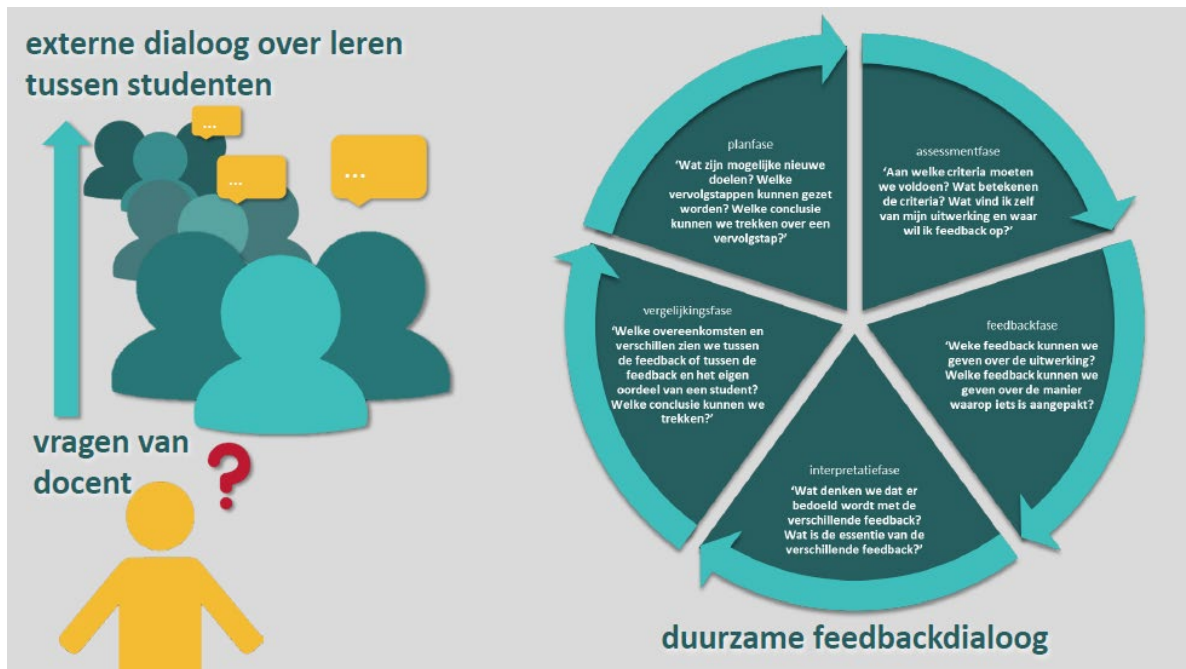 externe dialoog over leren
tussen studenten
...
...
...
vragen van
docent
?
planfase
‘Wat zijn mogelijke nieuwe
doelen? Welke
vervolgstappen kunnen gezet
worden? Welke conclusie
kunnen we trekken over een
vervolgstap?’
assessmentfase
‘Aan welke criteria moeten
we voldoen? Wat betekenen
de criteria? Wat vind ik zelf
van mijn uitwerking en waar
wil ik feedback op?’
feedbackfase
‘Weke feedback kunnen we
geven over de uitwerking?
Welke feedback kunnen we
geven over de manier
waarop iets is aangepakt?
interpretatiefase
‘Wat denken we dat er
bedoeld wordt met de
verschillende feedback?
Wat is de essentie van de
verschillende feedback?’
vergelijkingsfase
‘Welke overeenkomsten en
verschillen zien we tussen
de feedback of tussen de
feedback en het eigen
oordeel van een student?
Welke conclusie kunnen we
trekken?’
duurzame feedbackdialoog